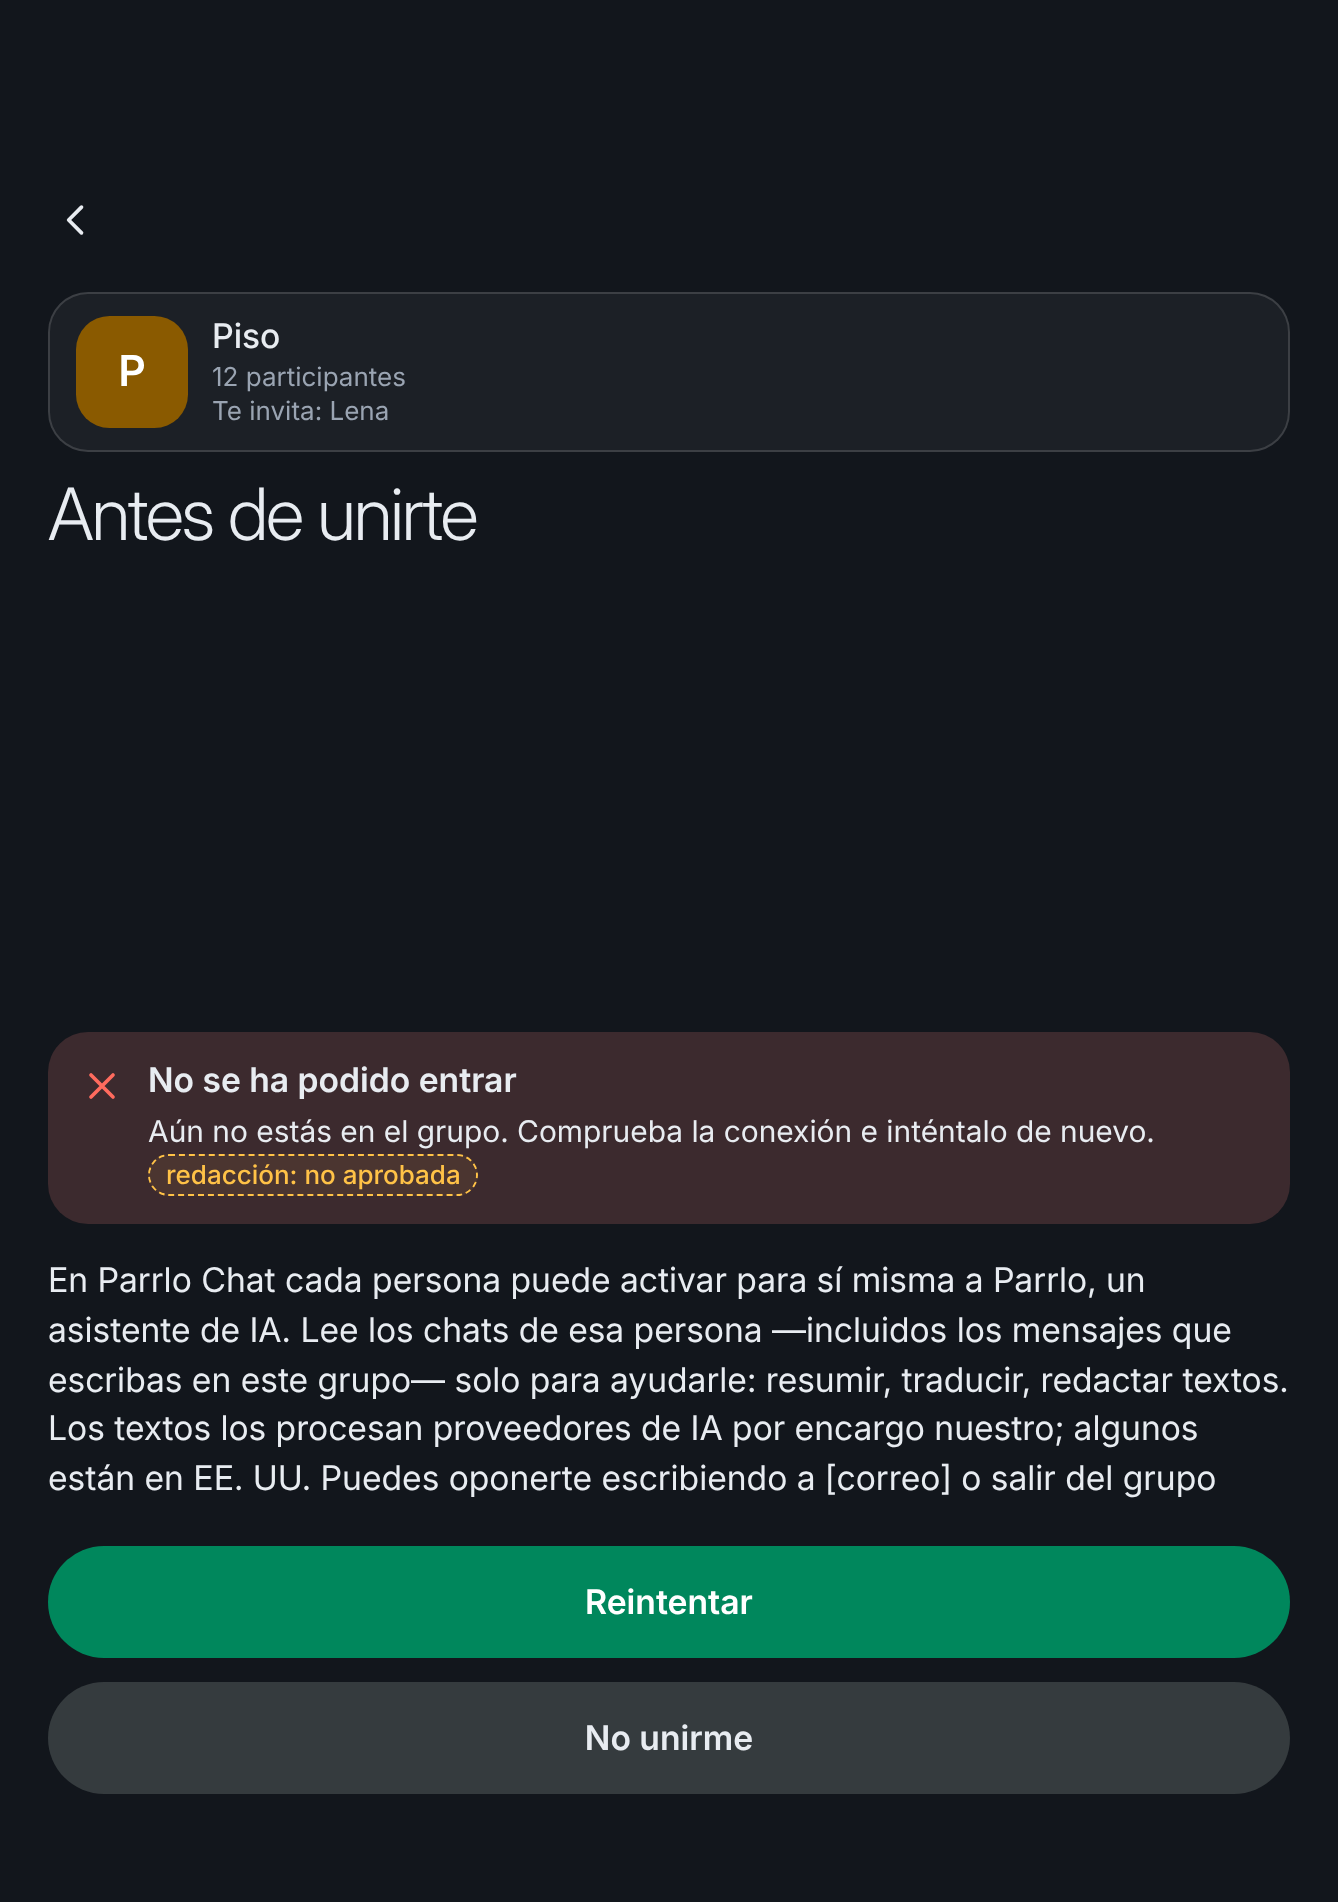 P
Piso
12 participantes
Te invita: Lena
Antes de unirte
No se ha podido entrar
Aún no estás en el grupo. Comprueba la conexión e inténtalo de nuevo.
redacción: no aprobada
En Parrlo Chat cada persona puede activar para sí misma a Parrlo, un
asistente de IA. Lee los chats de esa persona —incluidos los mensajes que
escribas en este grupo— solo para ayudarle: resumir, traducir, redactar textos.
Los textos los procesan proveedores de IA por encargo nuestro; algunos
están en EE. UU. Puedes oponerte escribiendo a [correo] o salir del grupo
Reintentar
No unirme